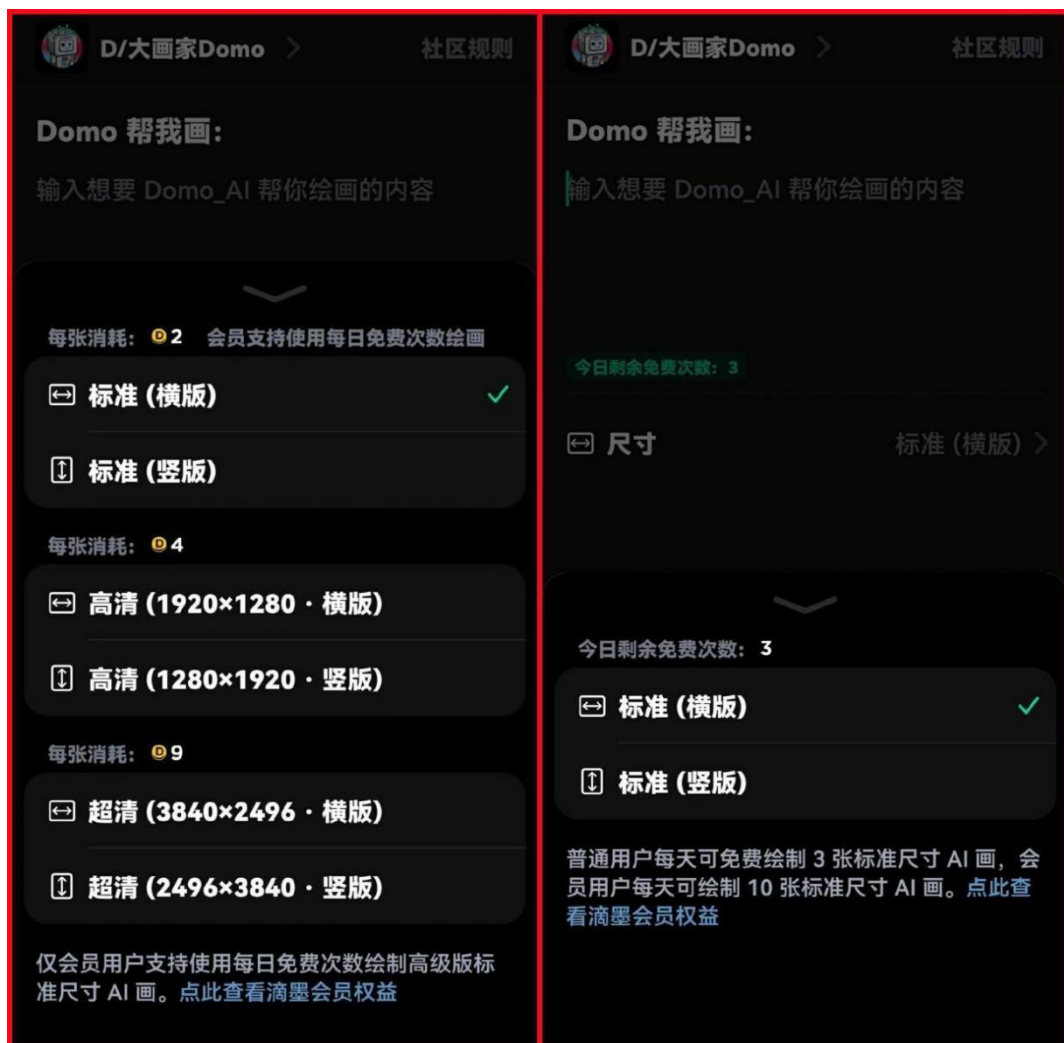 D/大画家Domo
社区规则
Domo 帮我画：
输入想要 Domo_AI 帮你绘画的内容
每张消耗： D 2 会员支持使用每日免费次数绘画
标准 (横版)
标准 (竖版)
每张消耗： D 4
高清 (1920×1280 · 横版)
高清 (1280×1920 · 竖版)
每张消耗： D 9
超清 (3840×2496 · 横版)
超清 (2496×3840 · 竖版)
仅会员用户支持使用每日免费次数绘制高级版标
准尺寸 AI 画。点此查看滴墨会员权益
D/大画家Domo
社区规则
Domo 帮我画：
输入想要 Domo_AI 帮你绘画的内容
今日剩余免费次数：3
尺寸
标准 (横版)
今日剩余免费次数： 3
标准 (横版)
标准 (竖版)
普通用户每天可免费绘制 3 张标准尺寸 AI 画，会
员用户每天可绘制 10 张标准尺寸 AI 画。点此查
看滴墨会员权益